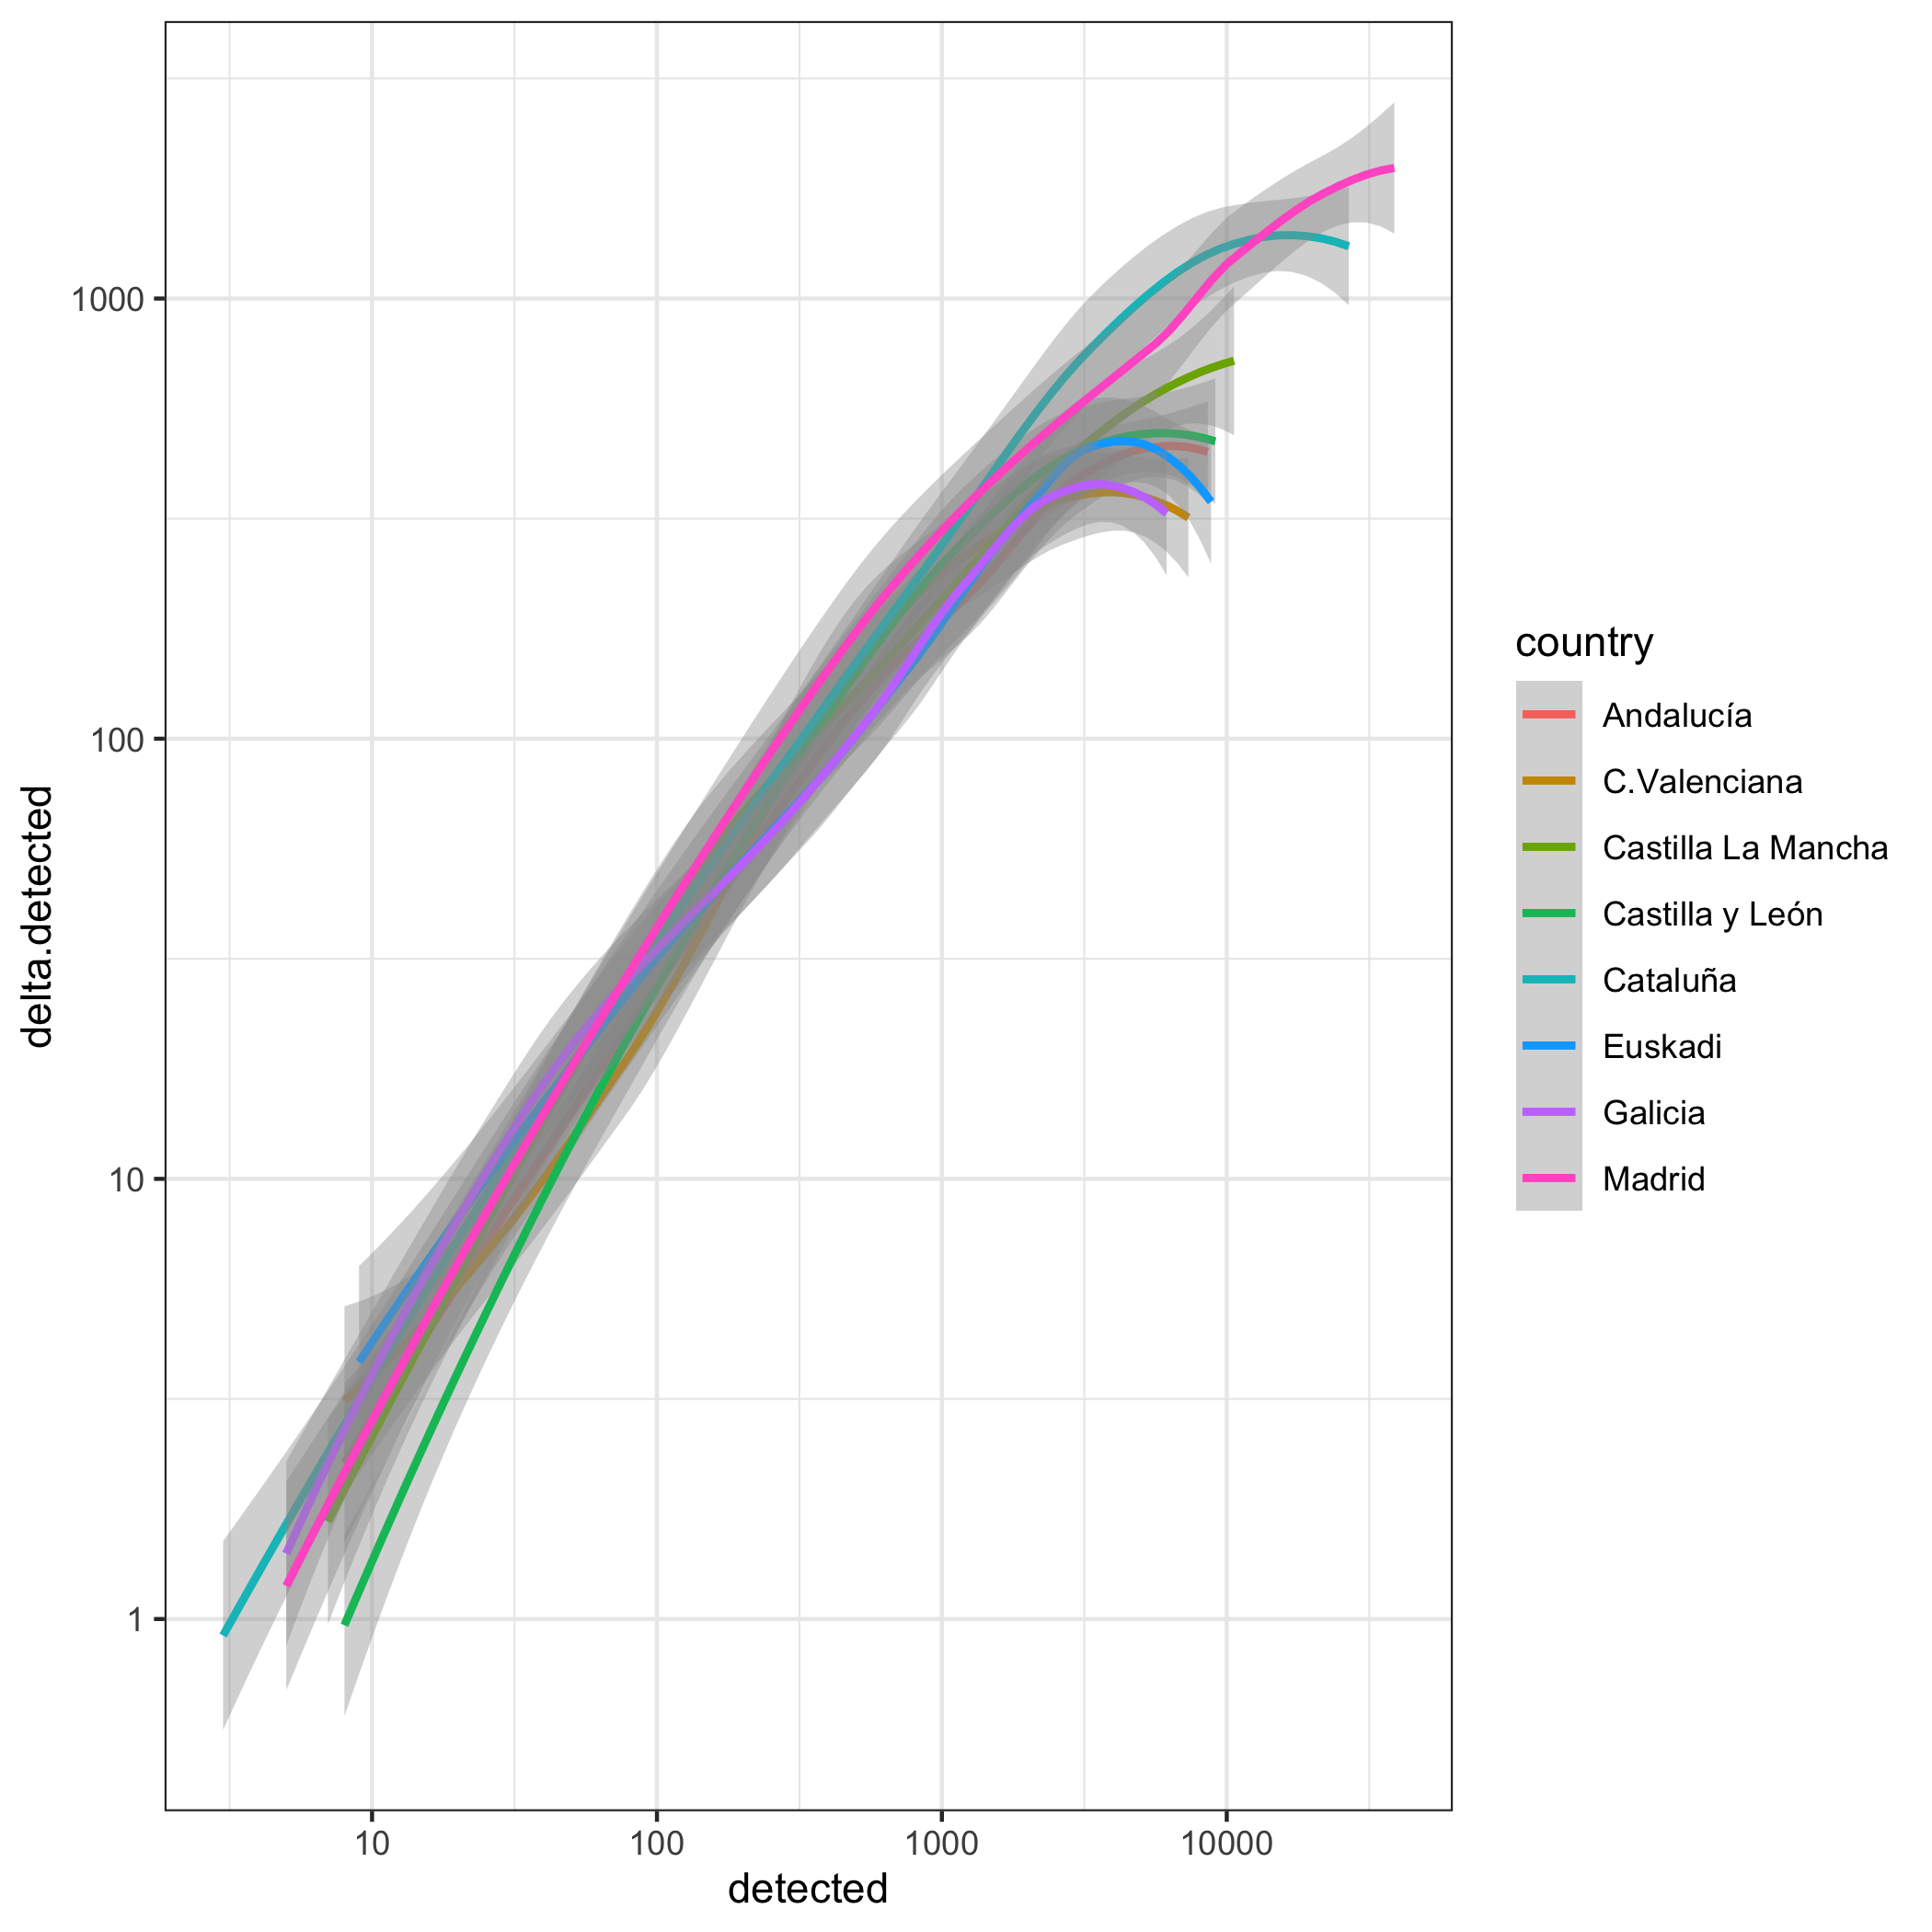 1000
100
10
1
delta.detected
10
100
1000
10000
detected
country
Andalucía
C.Valenciana
Castilla La Mancha
Castilla y León
Cataluña
Euskadi
Galicia
Madrid